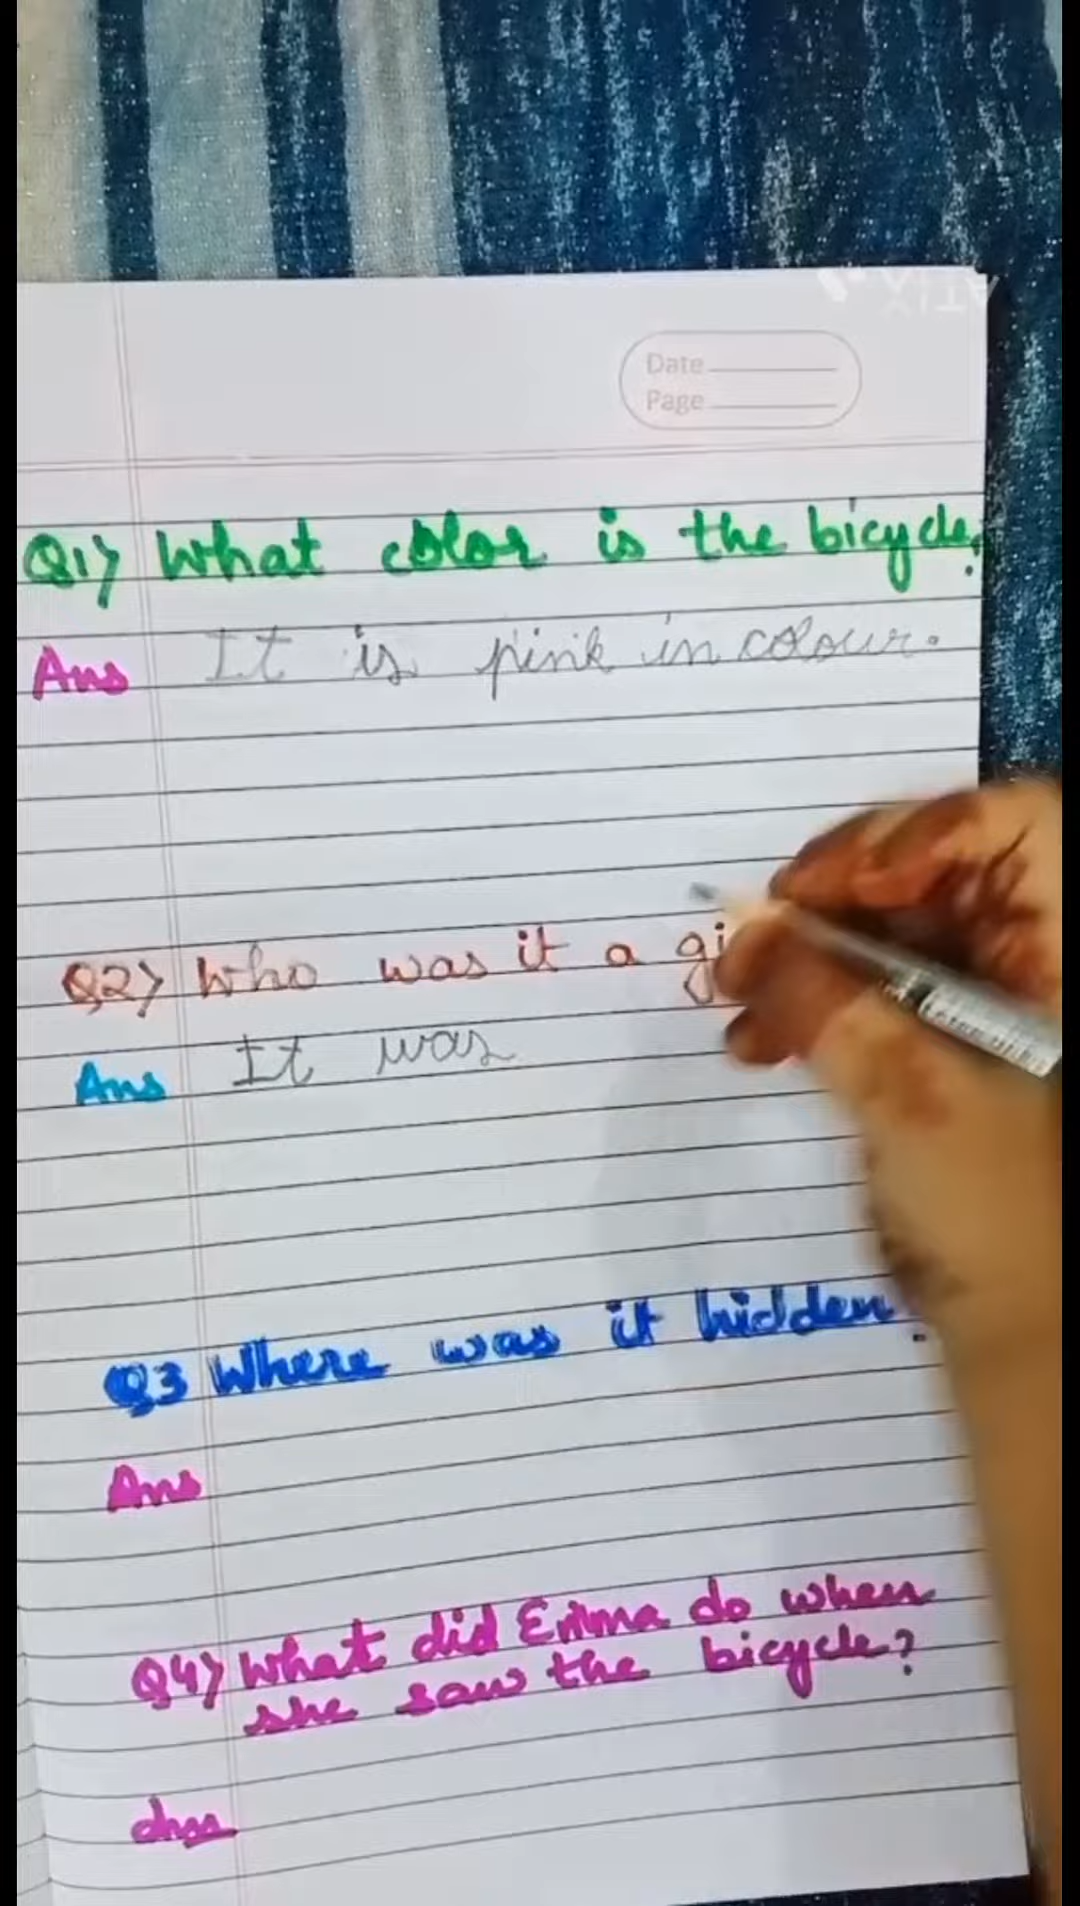 Date
Page
Q1) What color is the bicycle?
Ans It is pink in colour.
Q2) Who was it a gi
Ans It was
Q3 Where was it hidden
Ans
Q4) What did Emma do when
she saw the bicycle?
Ans